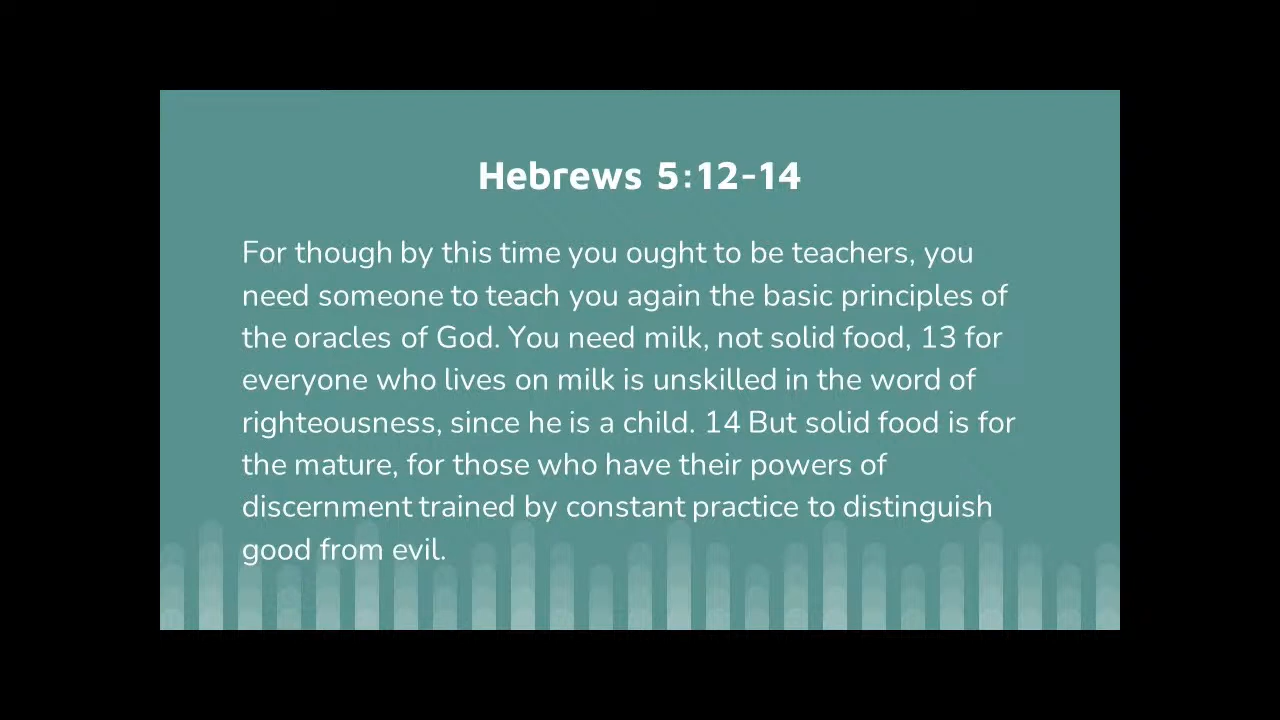 Hebrews 5:12-14
For though by this time you ought to be teachers, you
need someone to teach you again the basic principles of
the oracles of God. You need milk, not solid food, 13 for
everyone who lives on milk is unskilled in the word of
righteousness, since he is a child. 14 But solid food is for
the mature, for those who have their powers of
discernment trained by constant practice to distinguish
good from evil.